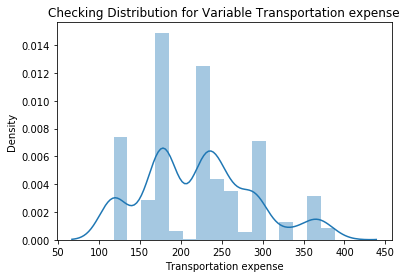 Checking Distribution for Variable Transportation expense
0.014
0.012
0.010
0.008
0.006
0.004
0.002
0.000
Density
50 100 150 200 250 300 350 400 450
Transportation expense